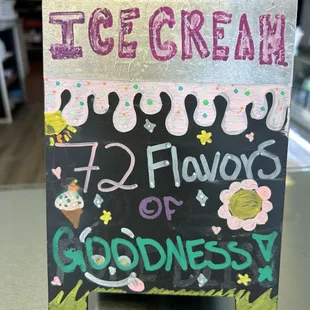 ICE CREAM
72 Flavors
OF
GOODNESS!